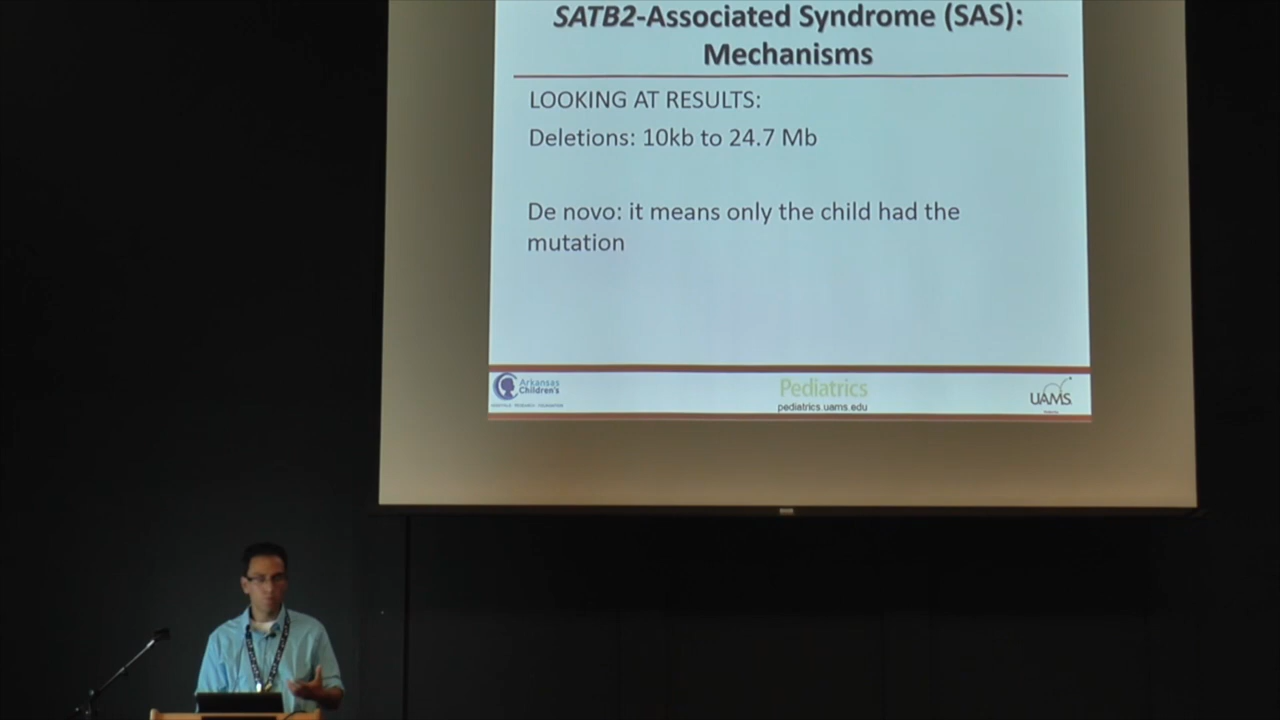 SATB2-Associated Syndrome (SAS):
Mechanisms
LOOKING AT RESULTS:
Deletions: 10kb to 24.7 Mb
De novo: it means only the child had the
mutation
Arkansas
Children's
Pediatrics
pediatrics.uams.edu
UAMS